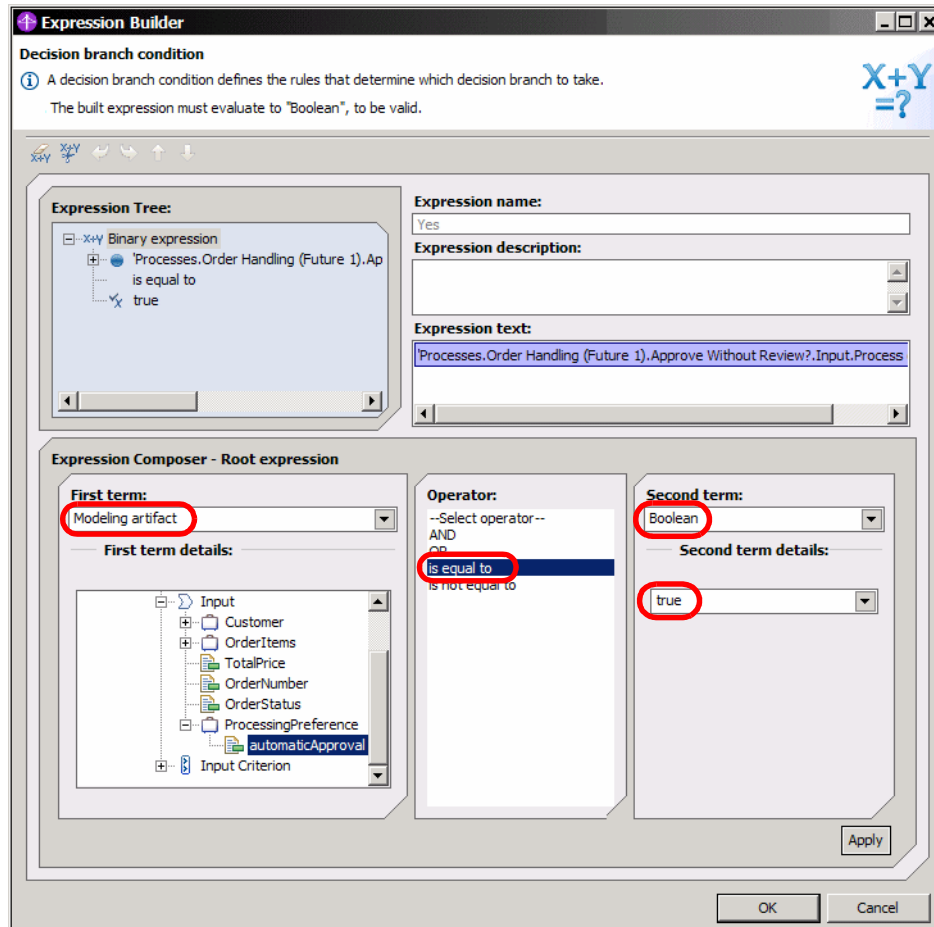 Expression Builder
Decision branch condition
A decision branch condition defines the rules that determine which decision branch to take.
The built expression must evaluate to "Boolean", to be valid.
X+Y
=?
X+Y
X+Y
Expression Tree:
X+Y Binary expression
'Processes.Order Handling (Future 1).Ap
is equal to
true
Expression name:
Yes
Expression description:
Expression text:
'Processes.Order Handling (Future 1).Approve Without Review?.Input.Process
Expression Composer - Root expression
First term:
Modeling artifact
First term details:
Input
Customer
OrderItems
TotalPrice
OrderNumber
OrderStatus
ProcessingPreference
automaticApproval
Input Criterion
Operator:
--Select operator--
AND
OR
is equal to
is not equal to
Second term:
Boolean
Second term details:
true
Apply
OK
Cancel